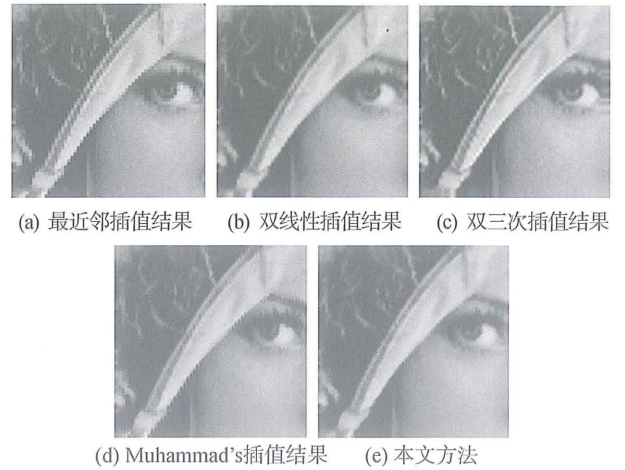 (a) 最近邻插值结果
(b) 双线性插值结果
(c) 双三次插值结果
(d) Muhammad's插值结果
(e) 本文方法